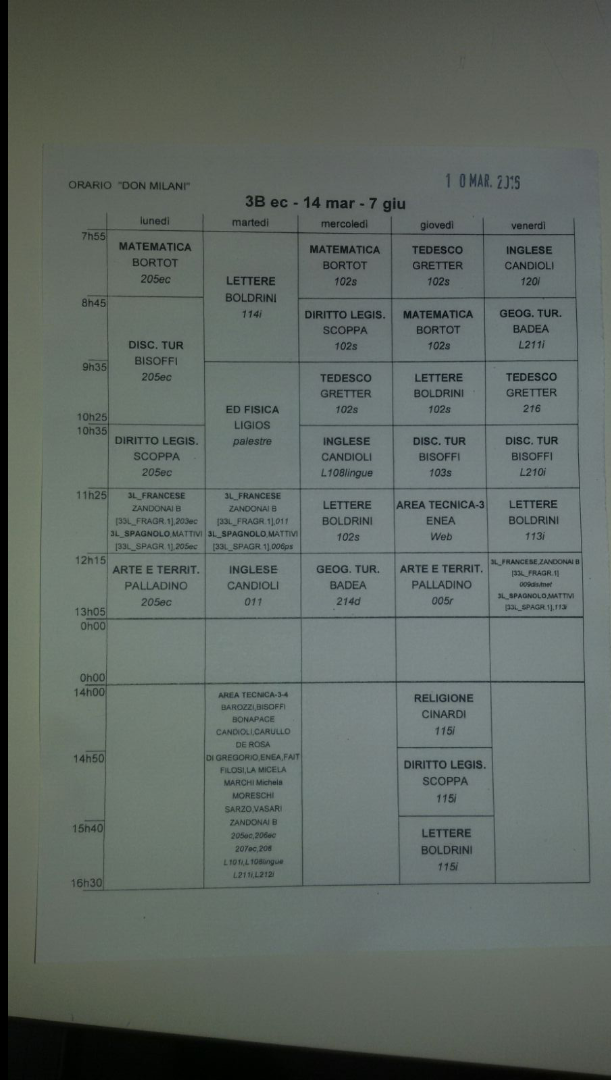 ORARIO "DON MILANI"
1 0 MAR. 2016
3B ec - 14 mar - 7 giu
lunedì martedì mercoledì giovedì venerdì
7h55
MATEMATICA
BORTOT
205ec
LETTERE
BOLDRINI
114i
MATEMATICA
BORTOT
102s
TEDESCO
GRETTER
102s
INGLESE
CANDIOLI
120i
8h45
DISC. TUR
BISOFFI
205ec
DIRITTO LEGIS.
SCOPPA
102s
MATEMATICA
BORTOT
102s
GEOG. TUR.
BADEA
L211i
9h35
ED FISICA
LIGIOS
palestre
TEDESCO
GRETTER
102s
LETTERE
BOLDRINI
102s
TEDESCO
GRETTER
216
10h25
10h35
DIRITTO LEGIS.
SCOPPA
205ec
INGLESE
CANDIOLI
L108lingue
DISC. TUR
BISOFFI
103s
DISC. TUR
BISOFFI
L210i
11h25
3L_FRANCESE
ZANDONAI B
[33L_FRAGR.1],203ec
3L_SPAGNOLO,MATTIVI
[33L_SPAGR.1],205ec
3L_FRANCESE
ZANDONAI B
[33L_FRAGR.1],011
3L_SPAGNOLO,MATTIVI
[33L_SPAGR.1],006ps
LETTERE
BOLDRINI
102s
AREA TECNICA-3
ENEA
Web
LETTERE
BOLDRINI
113i
12h15
ARTE E TERRIT.
PALLADINO
205ec
INGLESE
CANDIOLI
011
GEOG. TUR.
BADEA
214d
ARTE E TERRIT.
PALLADINO
005r
3L_FRANCESE,ZANDONAI B
[33L_FRAGR.1]
3L_SPAGNOLO,MATTIVI
[33L_SPAGR.1],113i
13h05
0h00
0h00
14h00
AREA TECNICA-3-4
BAROZZI,BISOFFI
BONAPACE
CANDIOLI,CARULLO
DE ROSA
DI GREGORIO,ENEA,FAIT
FILOSI,LA MICELA
MARCHI Michela
MORESCHI
SARZO,VASARI
ZANDONAI B
205ec,206ec
207ec,208
L101i,L108lingue
L211i,L212i
RELIGIONE
CINARDI
115i
14h50
DIRITTO LEGIS.
SCOPPA
115i
15h40
LETTERE
BOLDRINI
115i
16h30